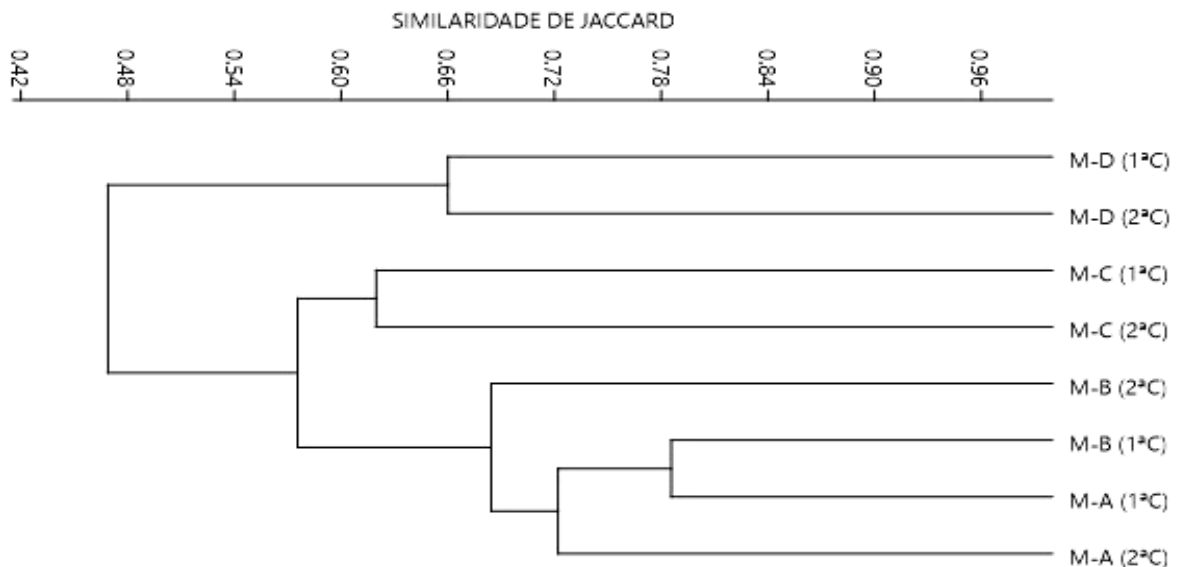 SIMILARIDADE DE JACCARD
0.42 0.48 0.54 0.60 0.66 0.72 0.78 0.84 0.90 0.96
M-D (1ªC)
M-D (2ªC)
M-C (1ªC)
M-C (2ªC)
M-B (2ªC)
M-B (1ªC)
M-A (1ªC)
M-A (2ªC)